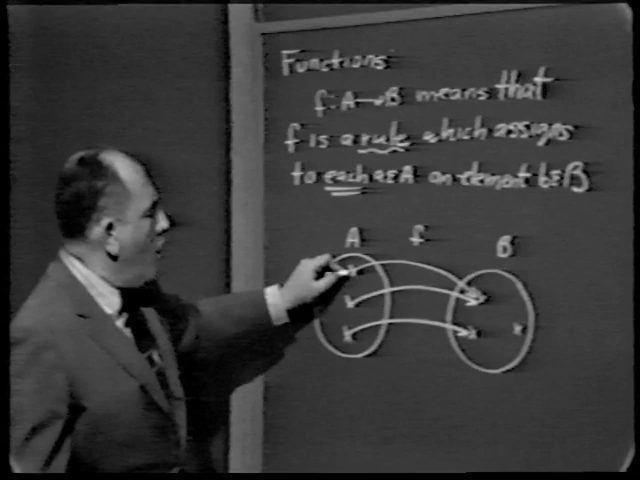 Functions
f: A→B means that
f is a rule which assigns
to each a∈A an element b∈B
A f B